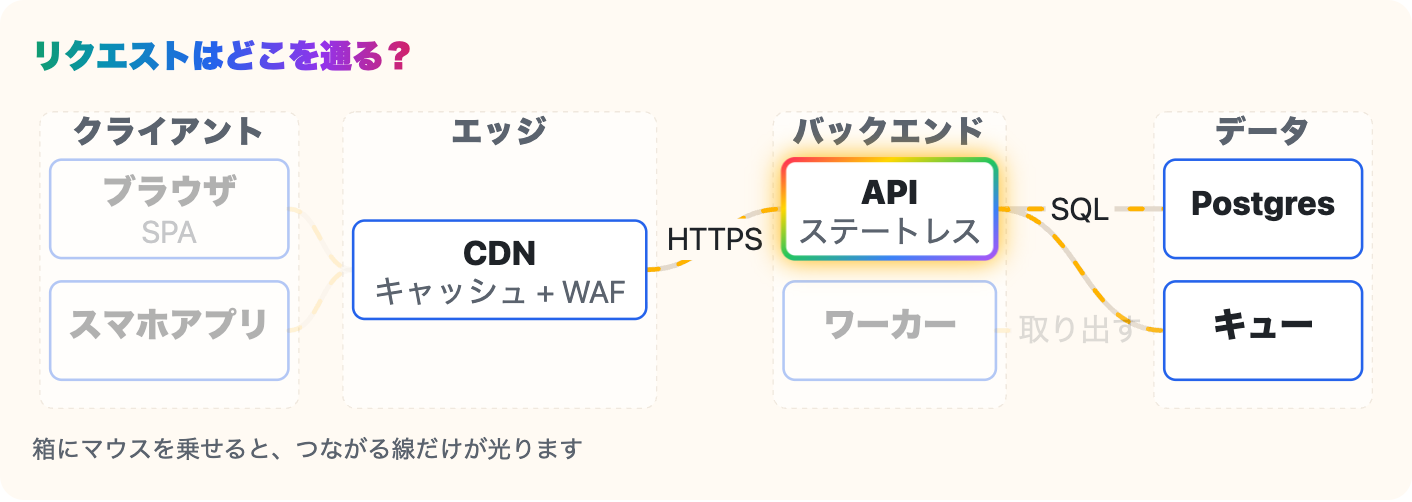 リクエストはどこを通る？
クライアント
ブラウザ
SPA
スマホアプリ
エッジ
CDN
キャッシュ + WAF
HTTPS
バックエンド
API
ステートレス
ワーカー
SQL
取り出す
データ
Postgres
キュー
箱にマウスを乗せると、つながる線だけが光ります